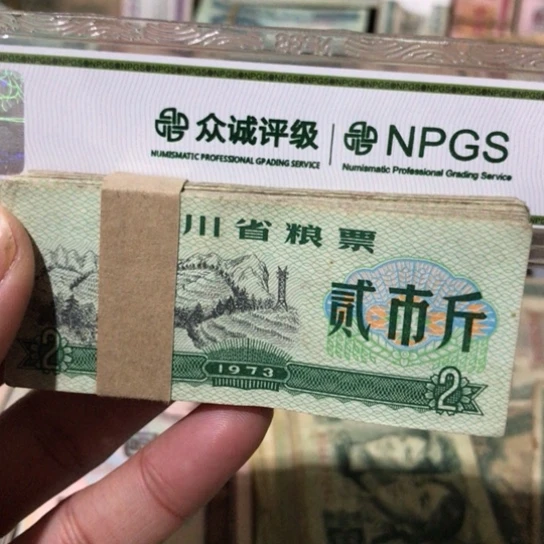 众诚评级 NPGS
NUMISMATIC PROFESSIONAL GRADING SERVICE Numismatic Professional Grading Service
川省粮票
贰市斤
1973
2 2